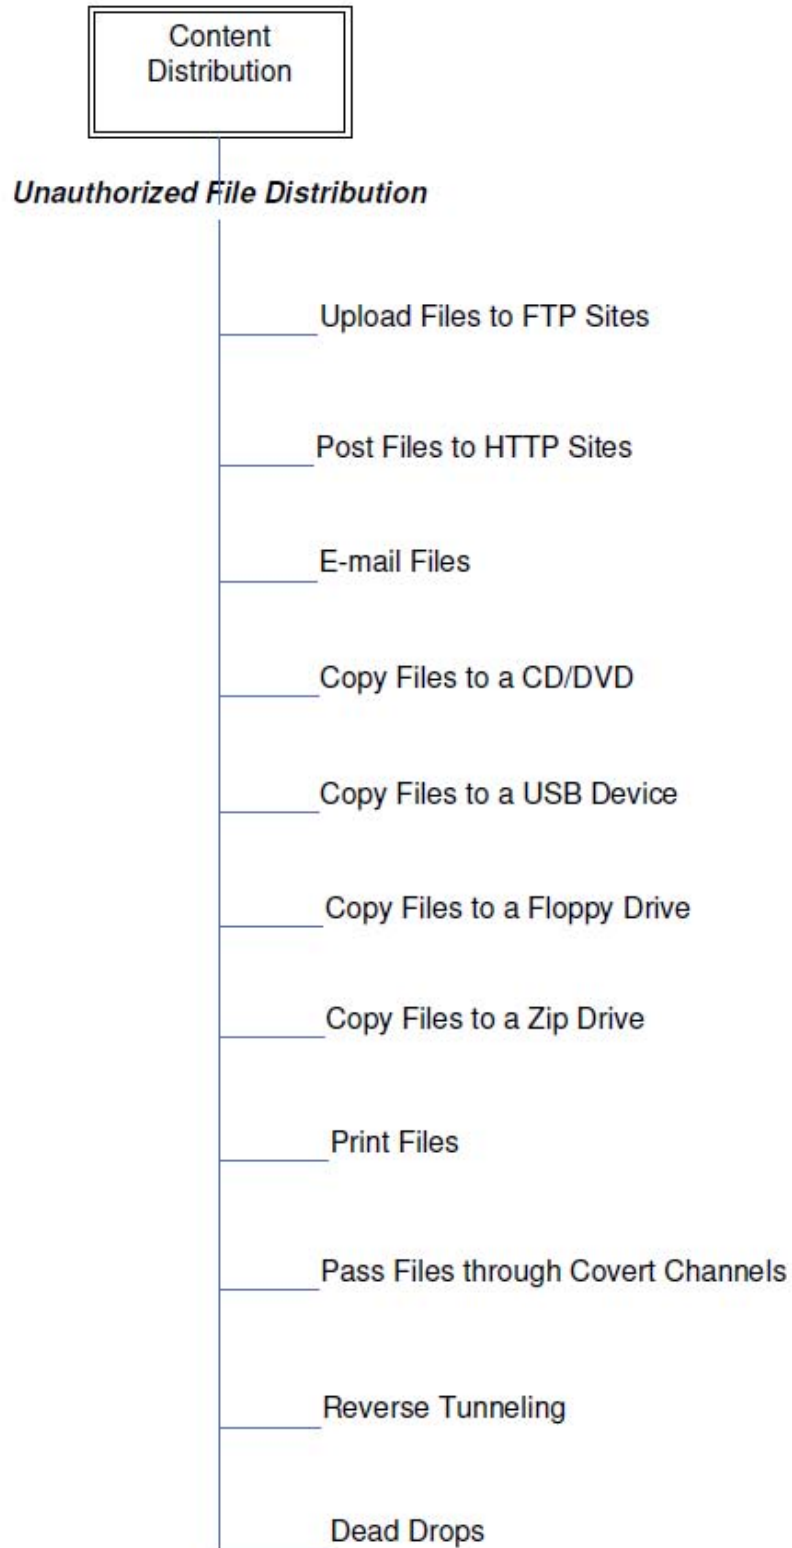 Content
Distribution
Unauthorized File Distribution
Upload Files to FTP Sites
Post Files to HTTP Sites
E-mail Files
Copy Files to a CD/DVD
Copy Files to a USB Device
Copy Files to a Floppy Drive
Copy Files to a Zip Drive
Print Files
Pass Files through Covert Channels
Reverse Tunneling
Dead Drops